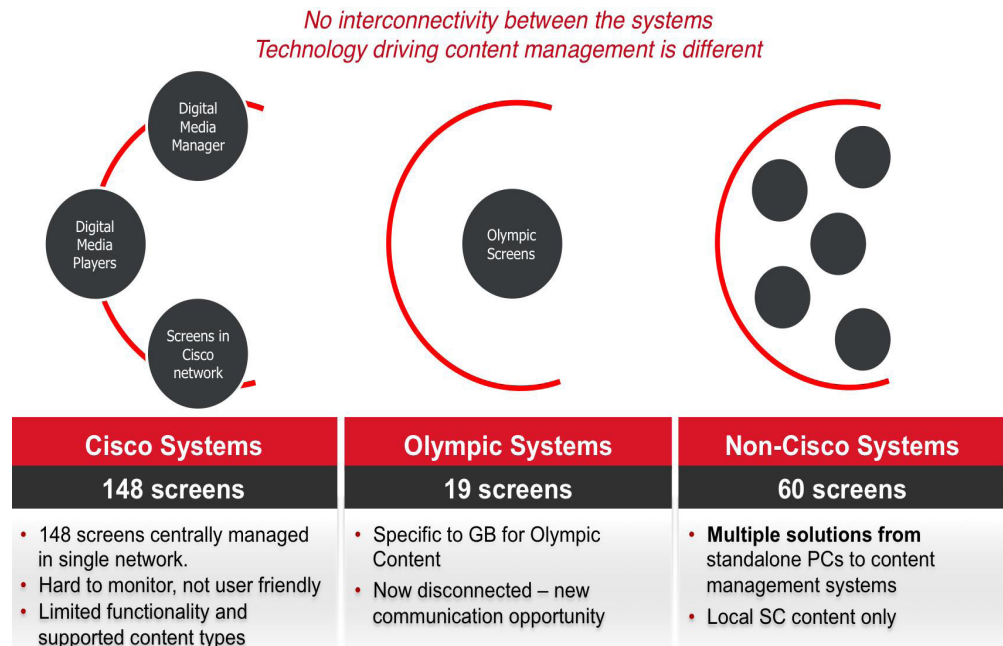 No interconnectivity between the systems
Technology driving content management is different
Digital
Media
Manager
Digital
Media
Players
Screens in
Cisco
network
Olympic
Screens
Cisco Systems
148 screens
• 148 screens centrally managed
in single network.
• Hard to monitor, not user friendly
• Limited functionality and
supported content types
Olympic Systems
19 screens
• Specific to GB for Olympic
Content
• Now disconnected – new
communication opportunity
Non-Cisco Systems
60 screens
• Multiple solutions from
standalone PCs to content
management systems
• Local SC content only